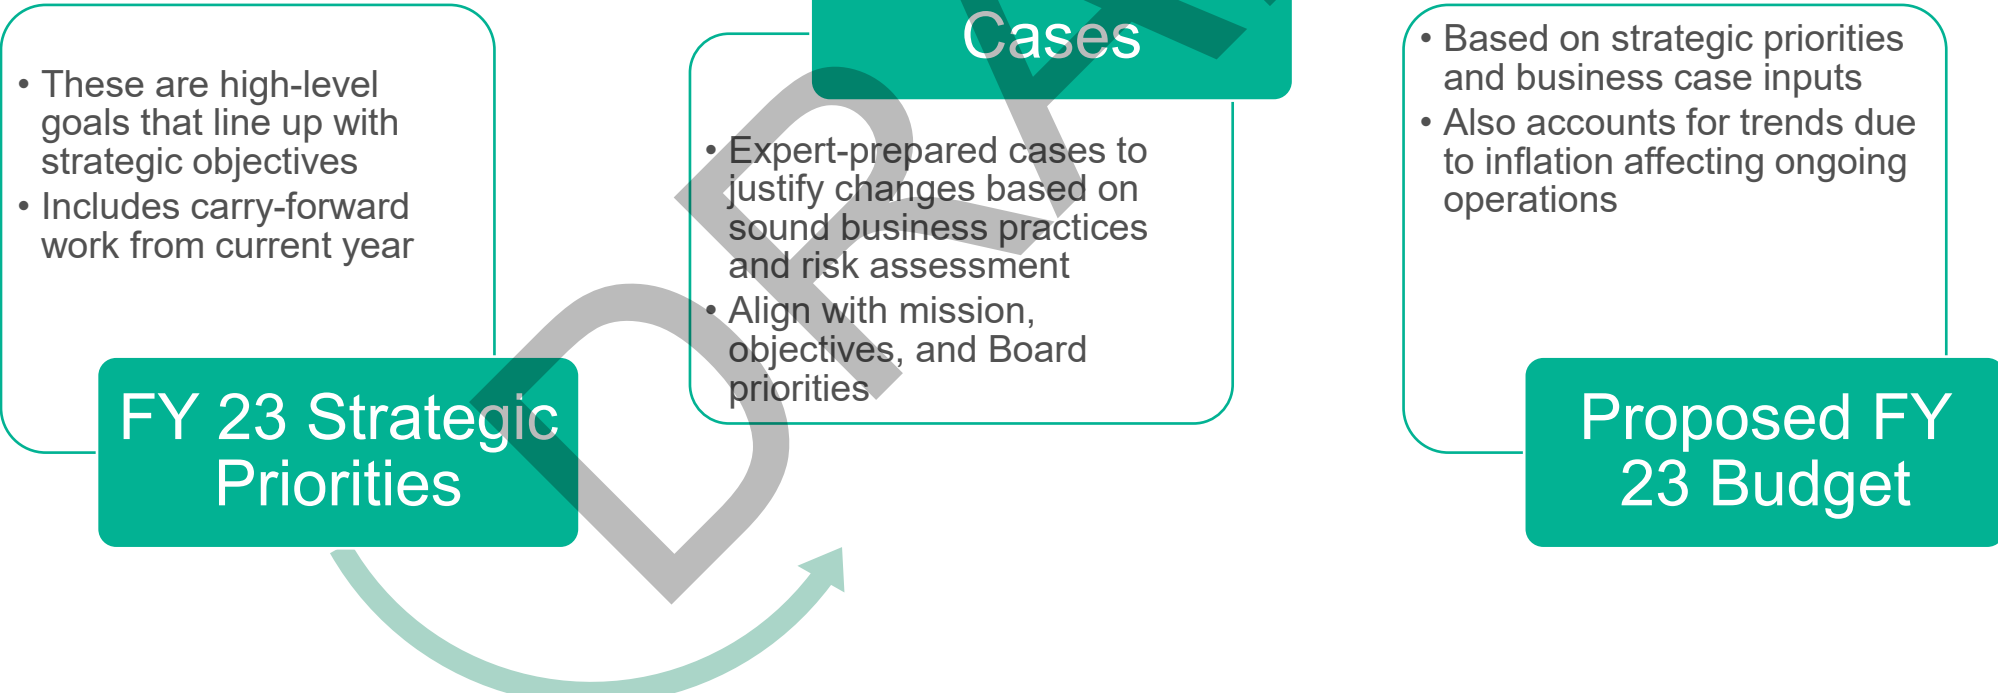 • These are high-level
goals that line up with
strategic objectives
• Includes carry-forward
work from current year
FY 23 Strategic
Priorities
Cases
• Expert-prepared cases to
justify changes based on
sound business practices
and risk assessment
• Align with mission,
objectives, and Board
priorities
• Based on strategic priorities
and business case inputs
• Also accounts for trends due
to inflation affecting ongoing
operations
Proposed FY
23 Budget
DRA